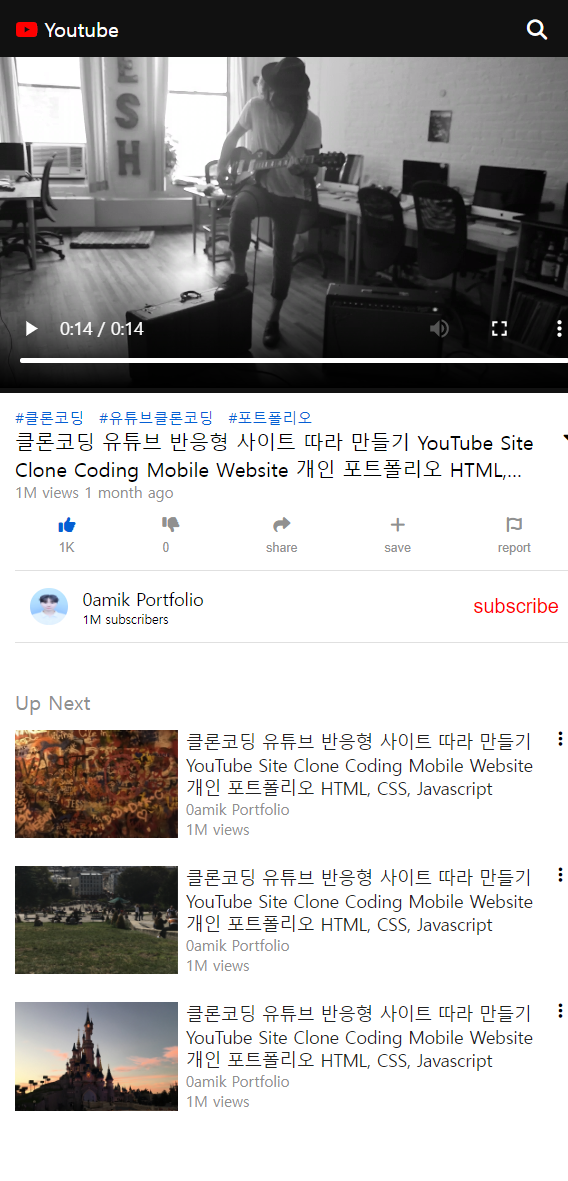 Youtube
ESH
0:14 / 0:14
#클론코딩 #유튜브클론코딩 #포트폴리오
클론코딩 유튜브 반응형 사이트 따라 만들기 YouTube Site
Clone Coding Mobile Website 개인 포트폴리오 HTML,...
1M views 1 month ago
1K 0 share save report
0amik Portfolio
1M subscribers
subscribe
Up Next
클론코딩 유튜브 반응형 사이트 따라 만들기
YouTube Site Clone Coding Mobile Website
개인 포트폴리오 HTML, CSS, Javascript
0amik Portfolio
1M views
클론코딩 유튜브 반응형 사이트 따라 만들기
YouTube Site Clone Coding Mobile Website
개인 포트폴리오 HTML, CSS, Javascript
0amik Portfolio
1M views
클론코딩 유튜브 반응형 사이트 따라 만들기
YouTube Site Clone Coding Mobile Website
개인 포트폴리오 HTML, CSS, Javascript
0amik Portfolio
1M views